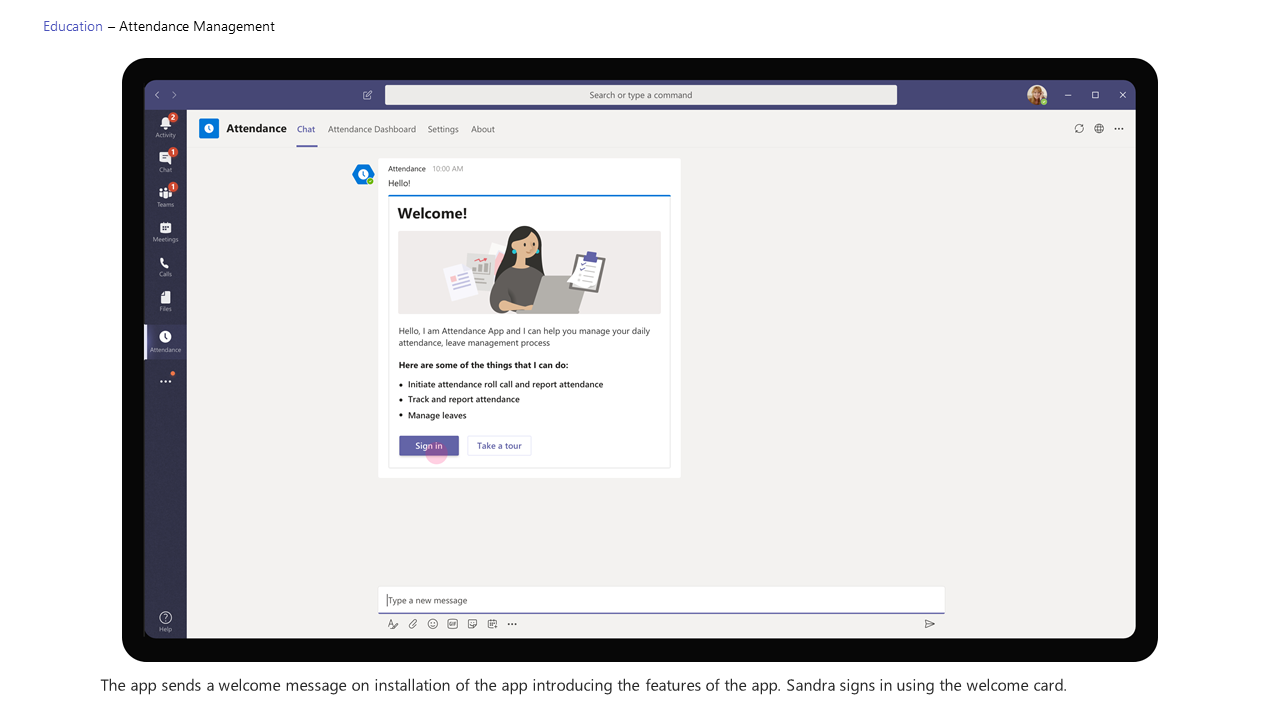 Education – Attendance Management
Search or type a command
2
Activity
1
Chat
1
Teams
Meetings
Calls
Files
Attendance
Help
Attendance Chat Attendance Dashboard Settings About
Attendance 10:00 AM
Hello!
Welcome!
Hello, I am Attendance App and I can help you manage your daily
attendance, leave management process
Here are some of the things that I can do:
• Initiate attendance roll call and report attendance
• Track and report attendance
• Manage leaves
Sign in Take a tour
Type a new message
GIF
The app sends a welcome message on installation of the app introducing the features of the app. Sandra signs in using the welcome card.